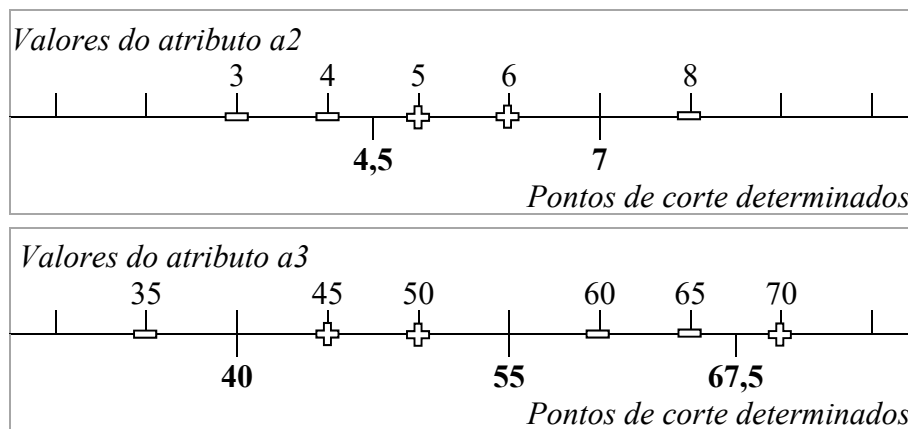 Valores do atributo a2
3 4 5 6 8
4,5 7
Pontos de corte determinados
Valores do atributo a3
35 45 50 60 65 70
40 55 67,5
Pontos de corte determinados